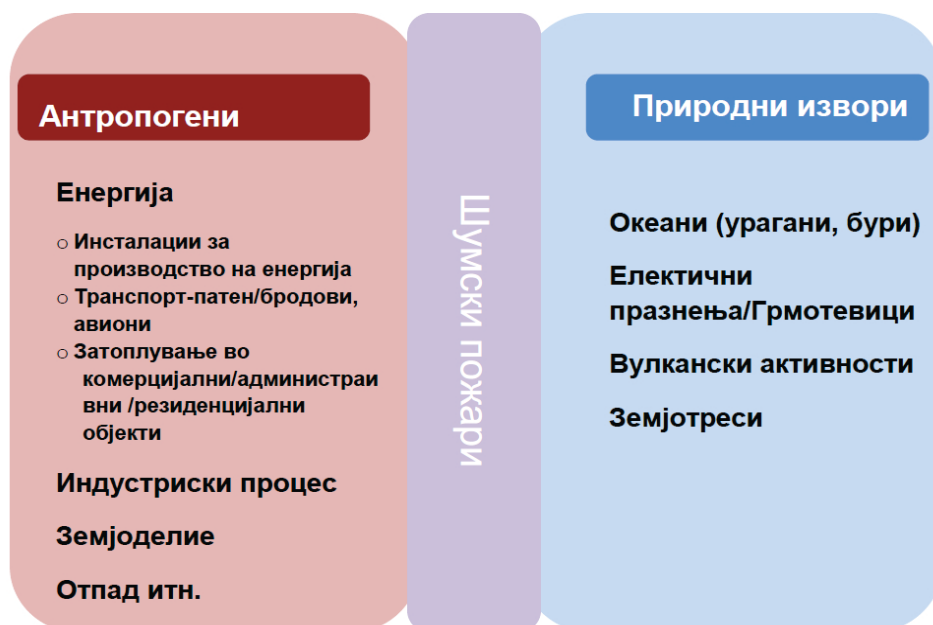 Антропогени
Енергија
○ Инсталации за
производство на енергија
○ Транспорт-патен/бродови,
авиони
○ Затоплување во
комерцијални/администраи
вни /резиденцијални
објекти
Индустриски процес
Земјоделие
Отпад итн.
Шумски пожари
Природни извори
Океани (урагани, бури)
Електични
празнења/Грмотевици
Вулкански активности
Земјотреси